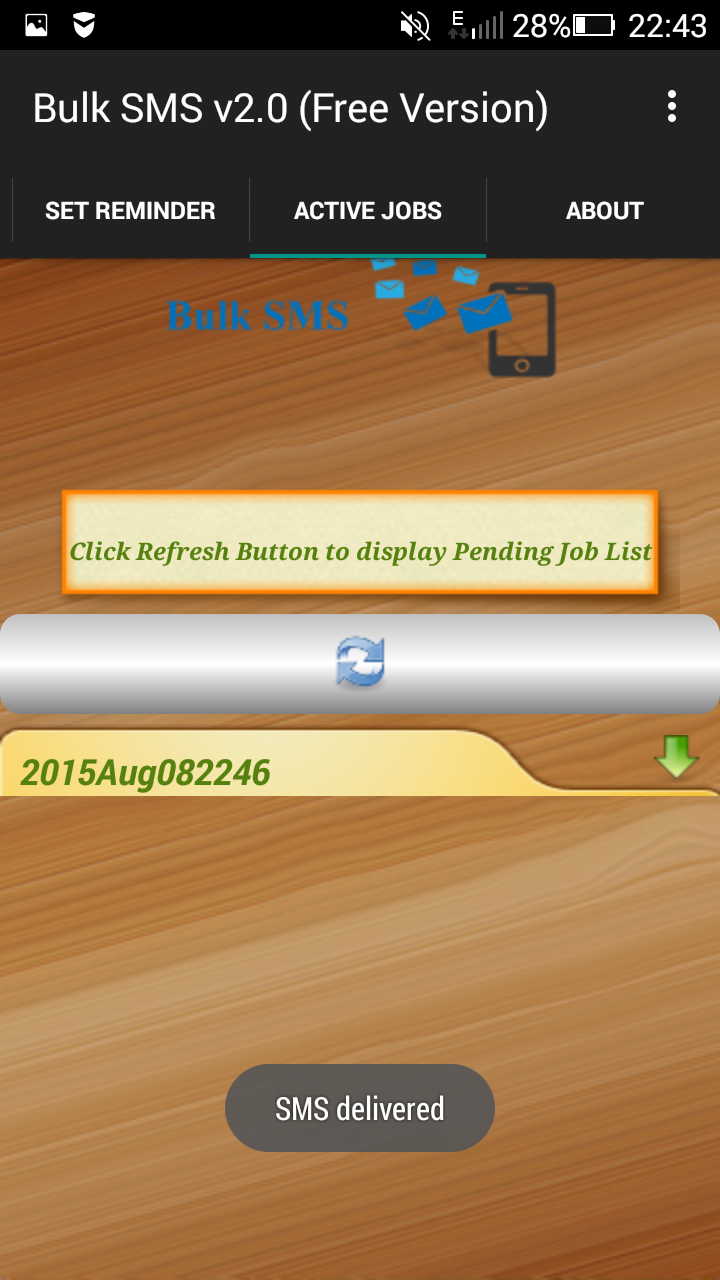 E 28% 22:43
Bulk SMS v2.0 (Free Version)
SET REMINDER ACTIVE JOBS ABOUT
Bulk SMS
Click Refresh Button to display Pending Job List
2015Aug082246
SMS delivered